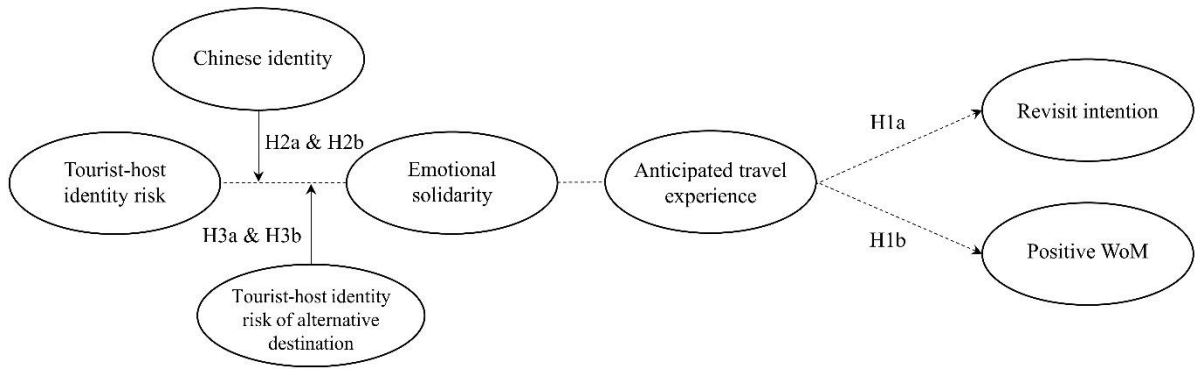 Chinese identity
H2a & H2b
Tourist-host
identity risk
Emotional
solidarity
Anticipated travel
experience
H1a
Revisit intention
H3a & H3b
H1b
Positive WoM
Tourist-host identity
risk of alternative
destination